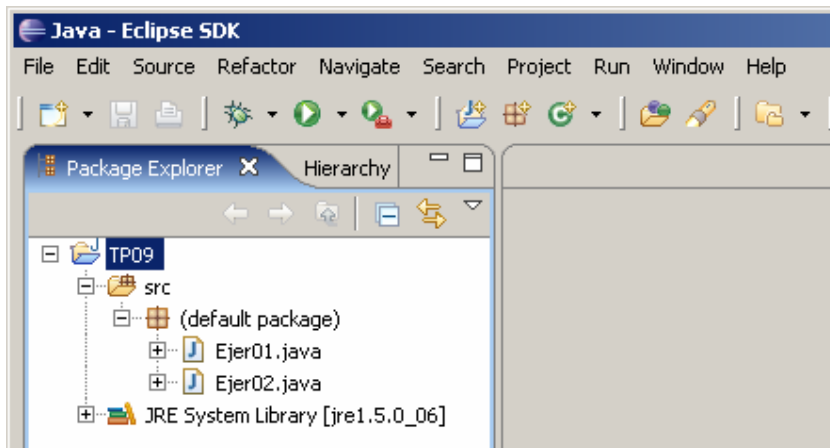 Java - Eclipse SDK
File Edit Source Refactor Navigate Search Project Run Window Help
Package Explorer Hierarchy
TP09
src
(default package)
Ejer01.java
Ejer02.java
JRE System Library [jre1.5.0_06]